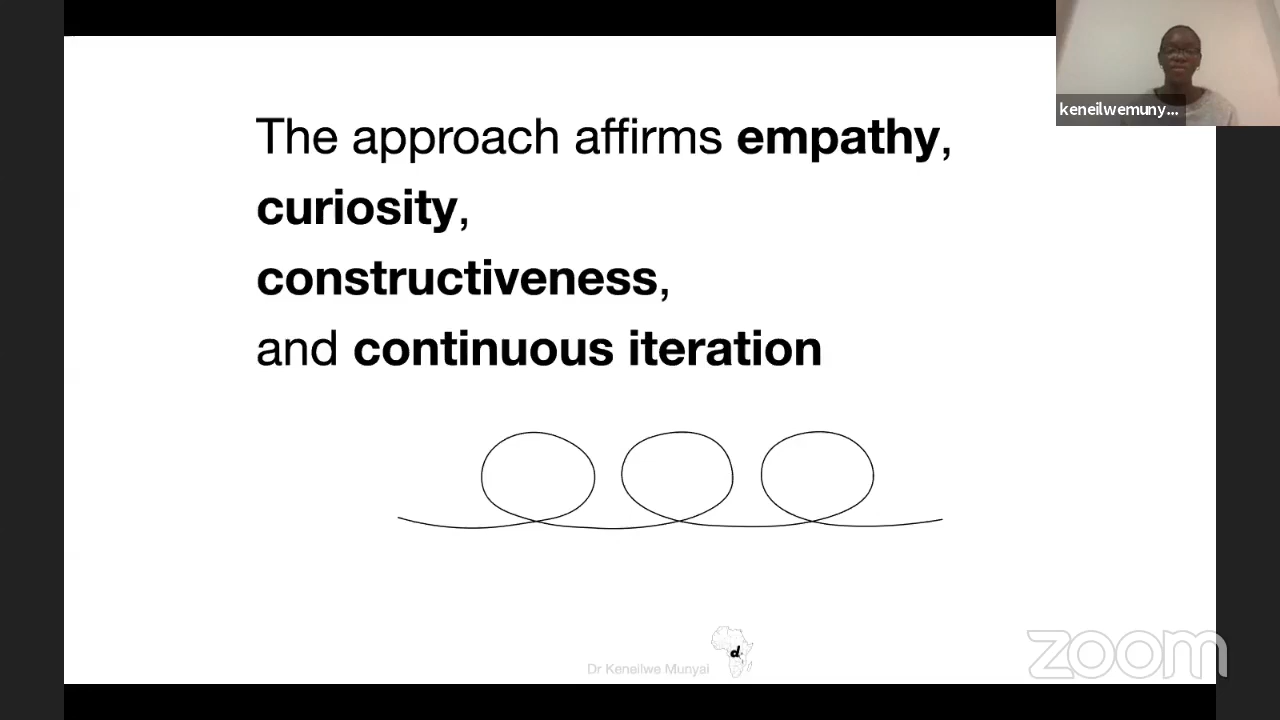 keneilwemuny...
The approach affirms empathy,
curiosity,
constructiveness,
and continuous iteration
d.
Dr Keneilwe Munyai
zoom